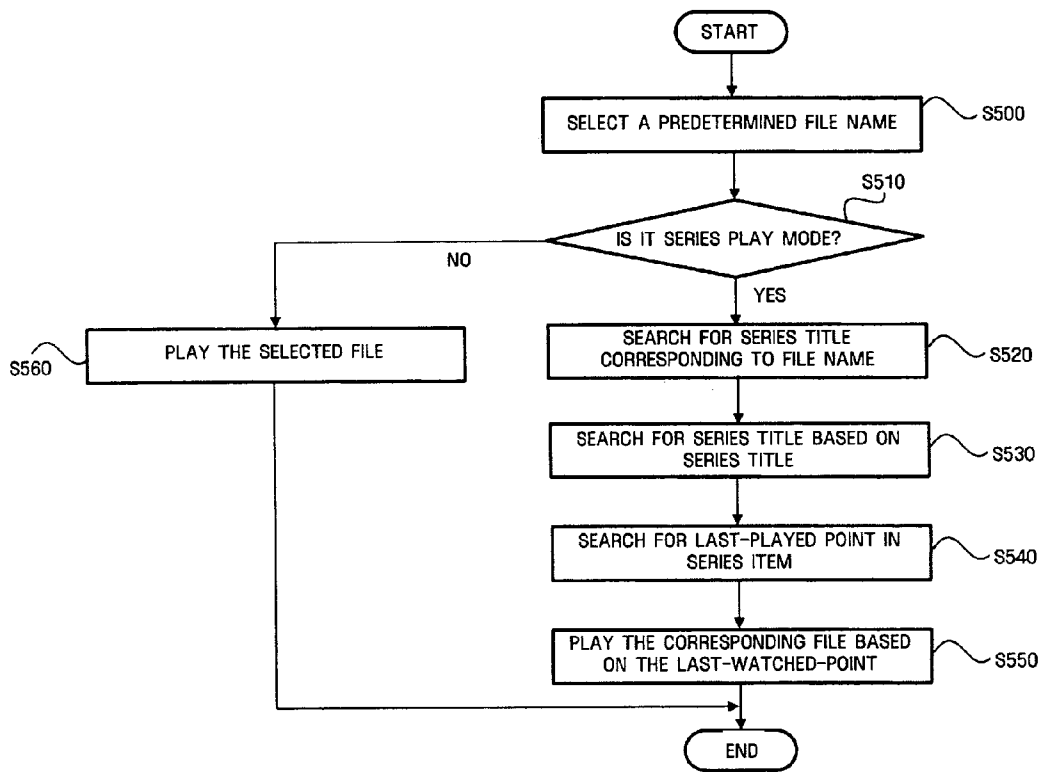 START
SELECT A PREDETERMINED FILE NAME
S500
S510
IS IT SERIES PLAY MODE?
NO
YES
PLAY THE SELECTED FILE
S560
SEARCH FOR SERIES TITLE
CORRESPONDING TO FILE NAME
S520
SEARCH FOR SERIES TITLE BASED ON
SERIES TITLE
S530
SEARCH FOR LAST-PLAYED POINT IN
SERIES ITEM
S540
PLAY THE CORRESPONDING FILE BASED
ON THE LAST-WATCHED-POINT
S550
END